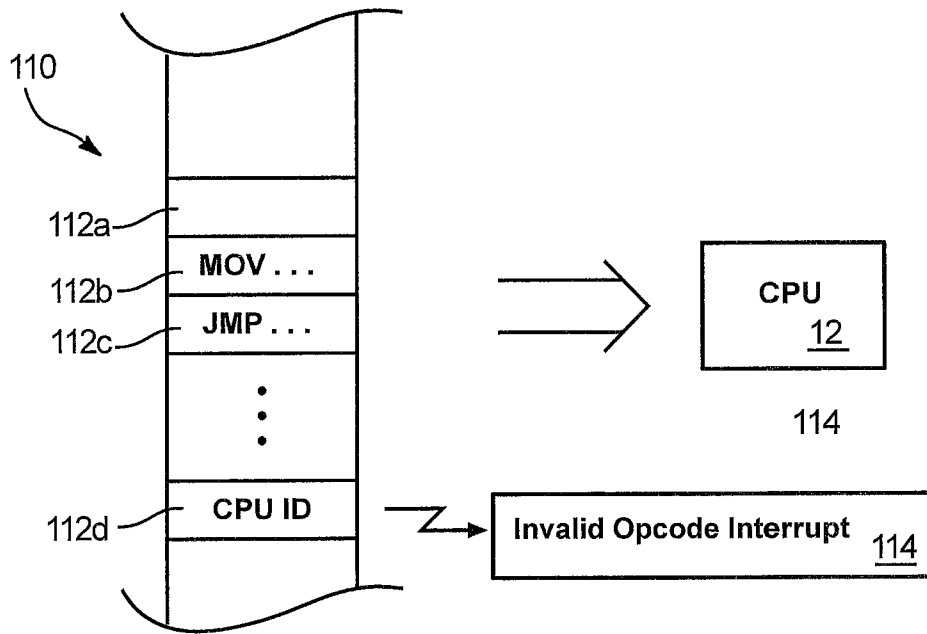 110
112a
112b
MOV . . .
112c
JMP . . .
CPU
12
114
112d
CPU ID
Invalid Opcode Interrupt
114